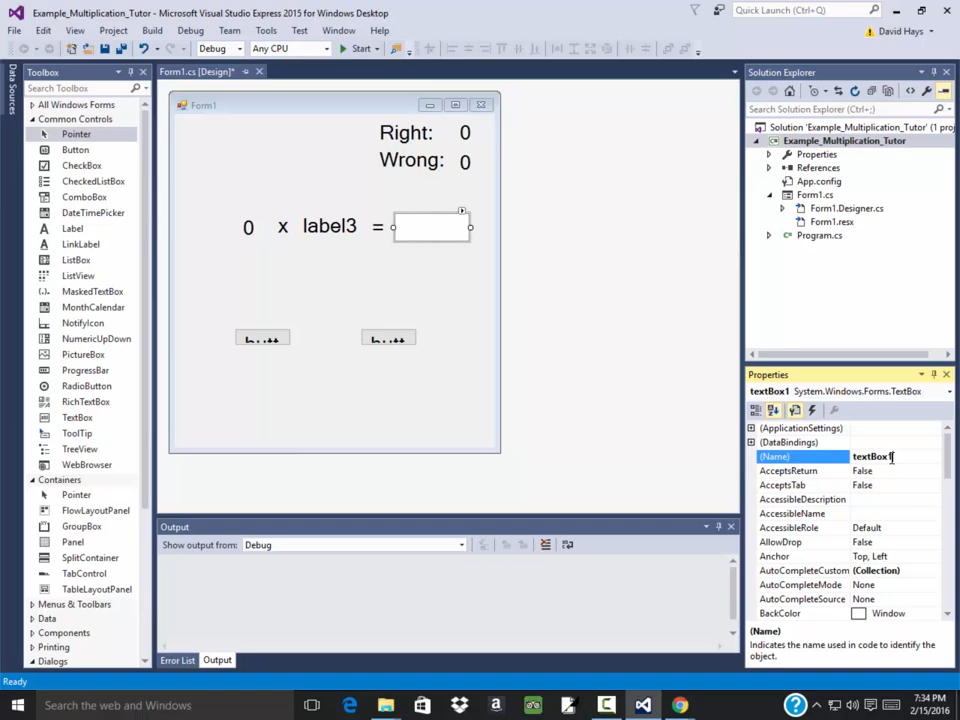 Example_Multiplication_Tutor - Microsoft Visual Studio Express 2015 for Windows Desktop
Quick Launch (Ctrl+Q)
File Edit View Project Build Debug Team Tools Test Window Help
David Hays
Debug Any CPU Start
Data Sources
Toolbox
Search Toolbox
All Windows Forms
Common Controls
Pointer
Button
CheckBox
CheckedListBox
ComboBox
DateTimePicker
Label
LinkLabel
ListBox
ListView
MaskedTextBox
MonthCalendar
NotifyIcon
NumericUpDown
PictureBox
ProgressBar
RadioButton
RichTextBox
TextBox
ToolTip
TreeView
WebBrowser
Containers
Pointer
FlowLayoutPanel
GroupBox
Panel
SplitContainer
TabControl
TableLayoutPanel
Menus & Toolbars
Data
Components
Printing
Dialogs
Form1.cs [Design]*
Form1
Right: 0
Wrong: 0
0 x label3 =
butt butt
Output
Show output from: Debug
Error List Output
Solution Explorer
Search Solution Explorer (Ctrl+;)
Solution 'Example_Multiplication_Tutor' (1 proj
Example_Multiplication_Tutor
Properties
References
App.config
Form1.cs
Form1.Designer.cs
Form1.resx
Program.cs
Properties
textBox1 System.Windows.Forms.TextBox
(ApplicationSettings)
(DataBindings)
(Name) textBox1
AcceptsReturn False
AcceptsTab False
AccessibleDescription
AccessibleName
AccessibleRole Default
AllowDrop False
Anchor Top, Left
AutoCompleteCustom (Collection)
AutoCompleteMode None
AutoCompleteSource None
BackColor Window
(Name)
Indicates the name used in code to identify the
object.
Ready
Search the web and Windows
7:34 PM
2/15/2016